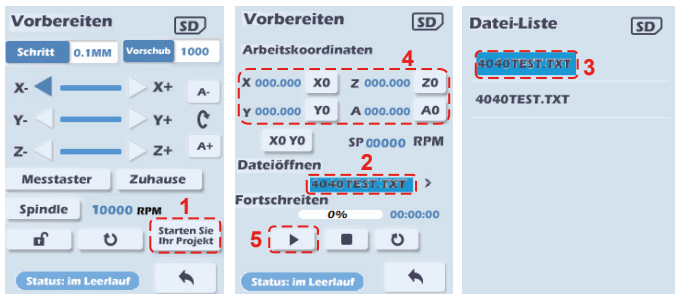 Vorbereiten SD
Schritt 0.1MM Vorschub 1000
X- X+ A-
Y- Y+
Z- Z+ A+
Messtaster Zuhause
Spindle 10000 RPM 1
Starten Sie
Ihr Projekt
Status: im Leerlauf
Vorbereiten SD
Arbeitskoordinaten 4
X 000.000 X0 Z 000.000 Z0
Y 000.000 Y0 A 000.000 A0
X0 Y0 SP 00000 RPM
Dateiöffnen 2
4040TEST.TXT >
Fortschreiten
0% 00:00:00
5
Status: im Leerlauf
Datei-Liste SD
4040TEST.TXT 3
4040TEST.TXT